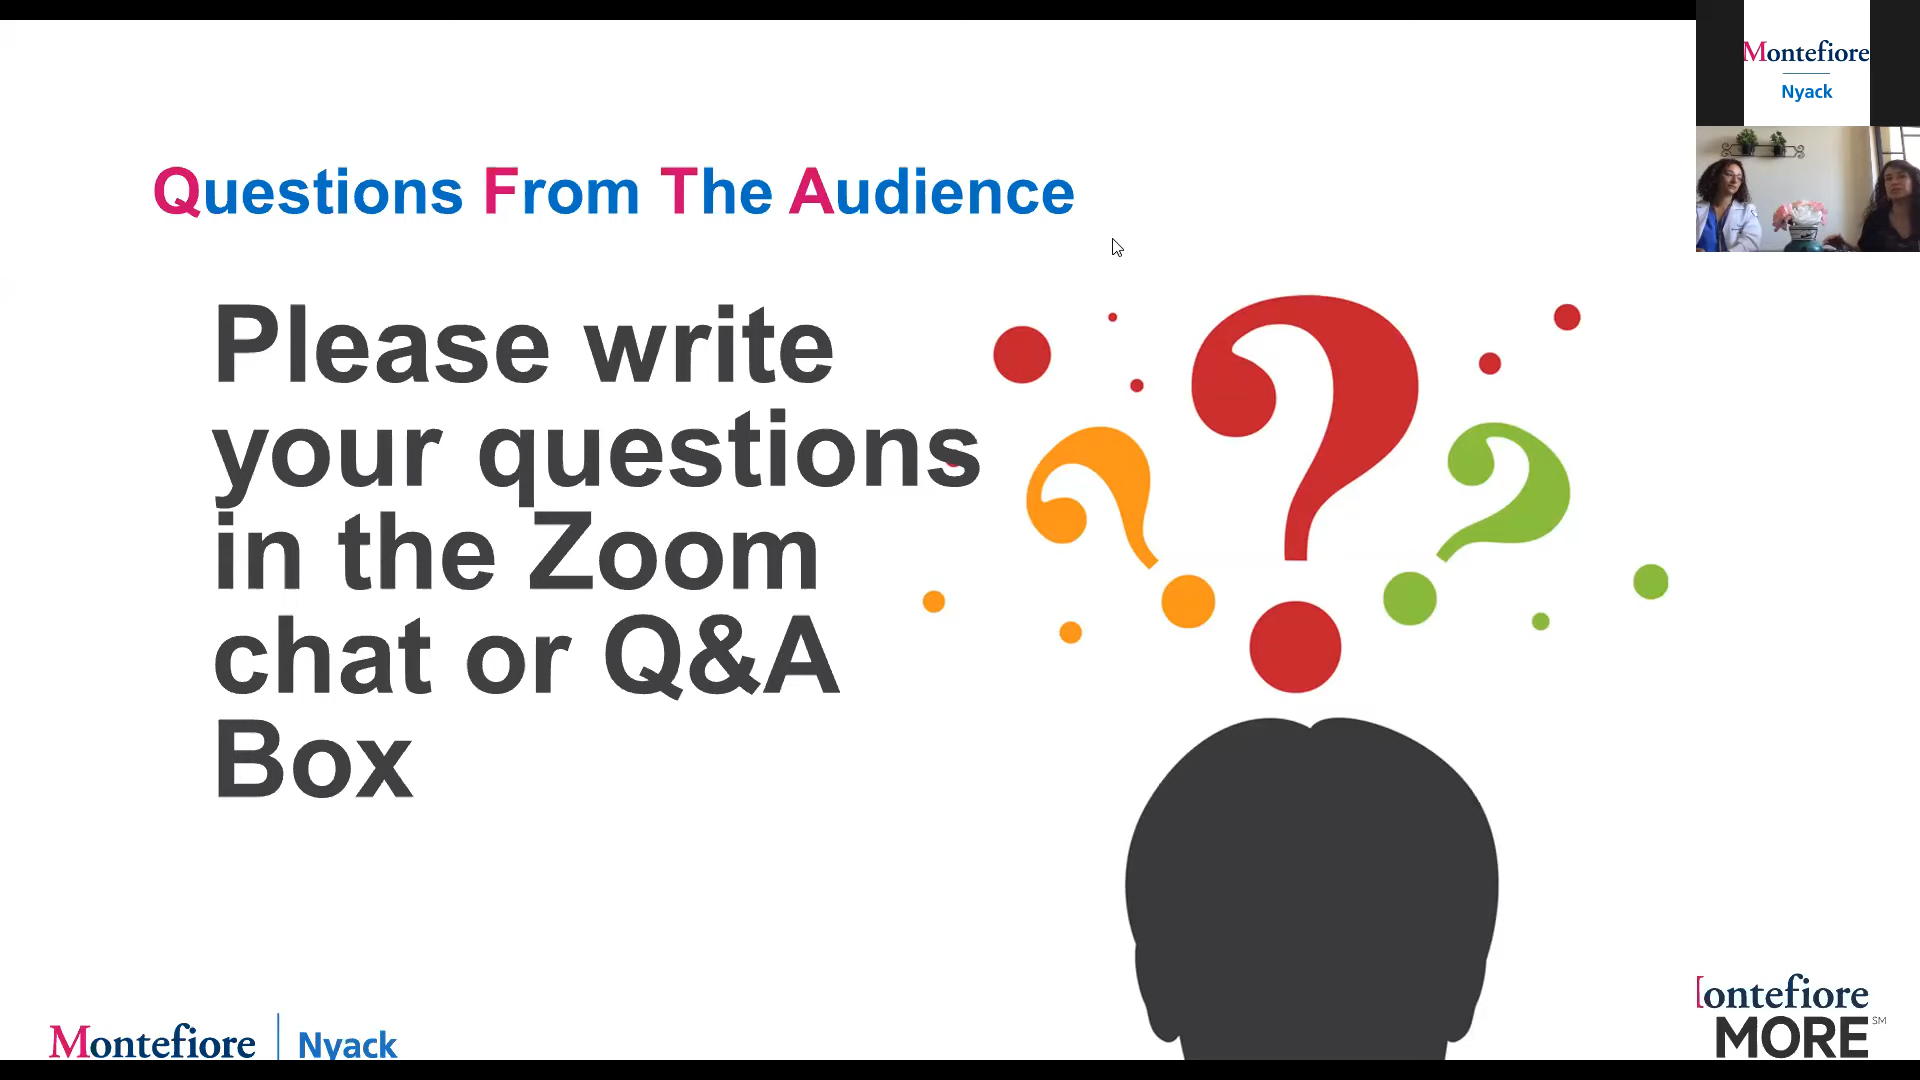 Montefiore
Nyack
Questions From The Audience
Please write
your questions
in the Zoom
chat or Q&A
Box
Montefiore | Nyack
ontefiore
MORE SM